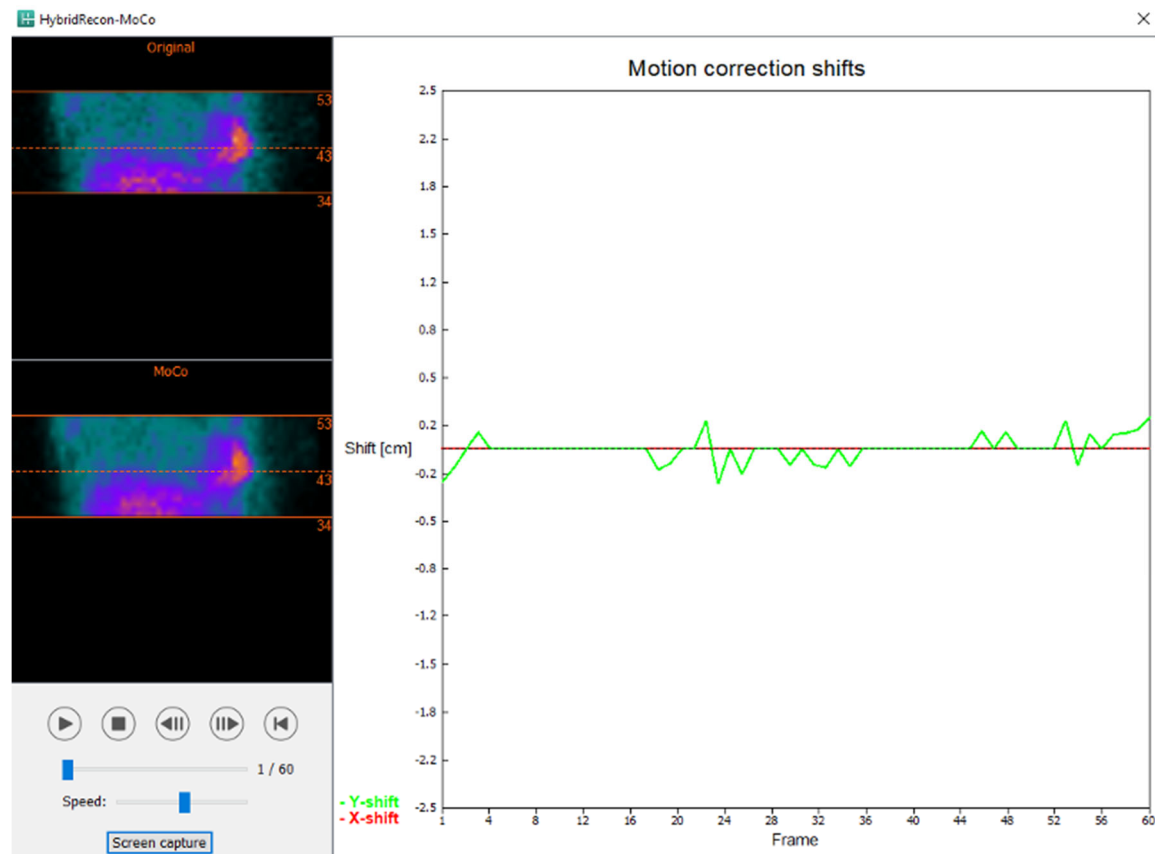 HybridRecon-MoCo
Original
53
43
34
MoCo
53
43
34
1 / 60
Speed:
Screen capture
Motion correction shifts
2.5
2.2
1.8
1.5
1.2
0.8
0.5
0.2
Shift [cm]
-0.2
-0.5
-0.8
-1.2
-1.5
-1.8
-2.2
-2.5
- Y-shift
- X-shift
1 4 8 12 16 20 24 28 32 36 40 44 48 52 56 60
Frame